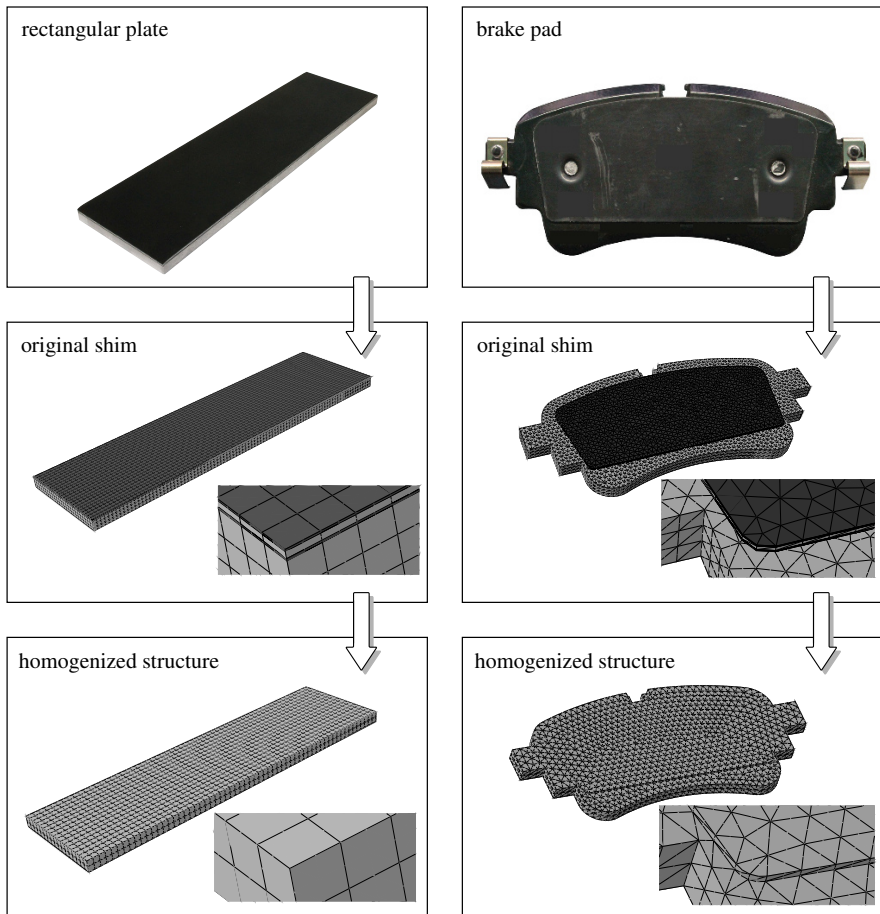 rectangular plate
brake pad
original shim
original shim
homogenized structure
homogenized structure